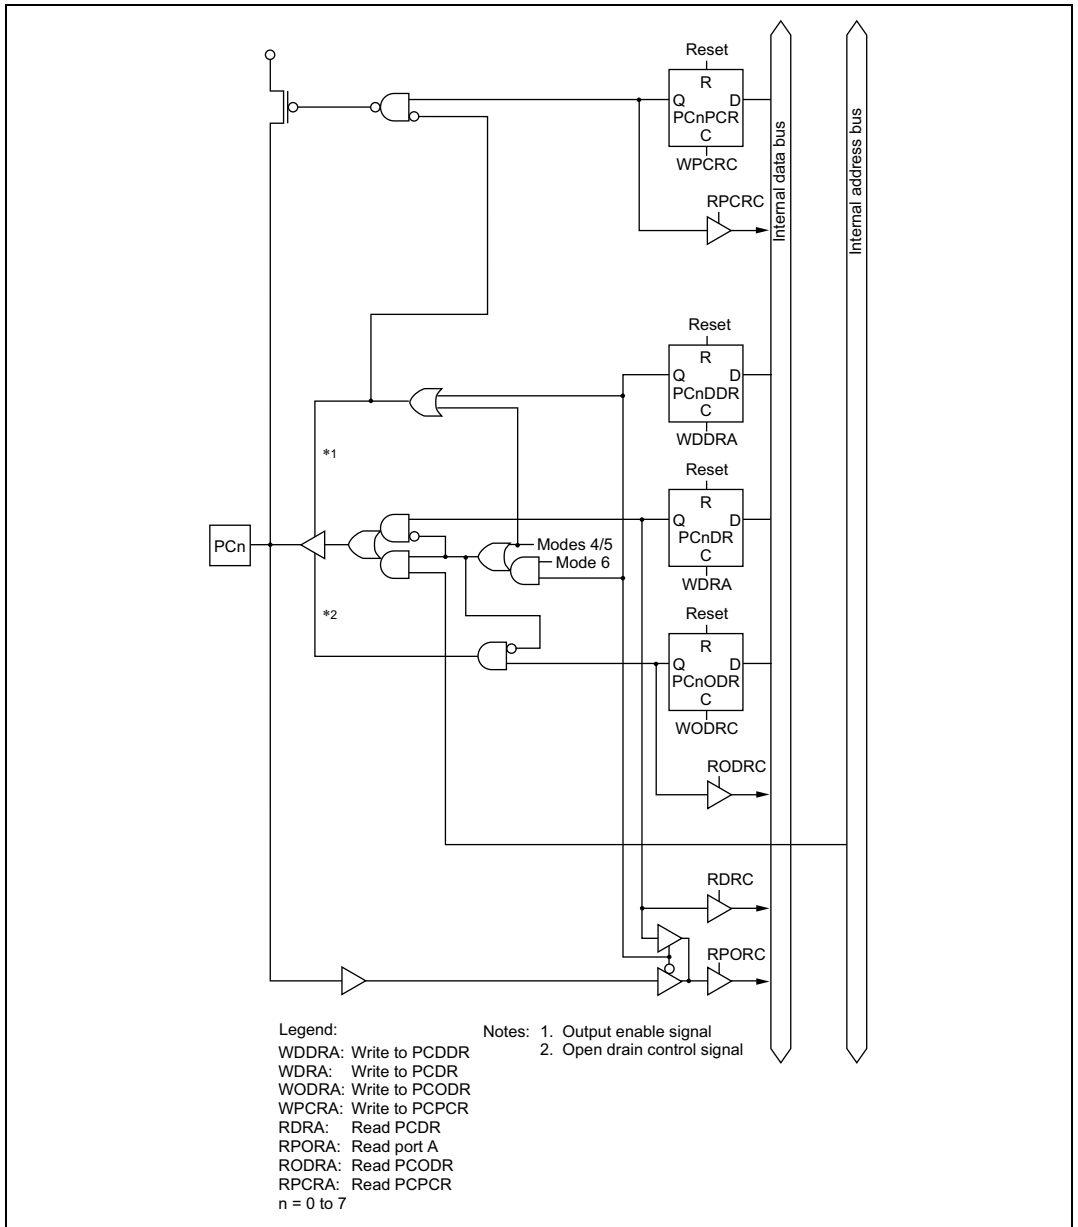 Reset
R
Q D
PCnPCR
C
WPCRC
RPCRC
Internal data bus
Internal address bus
Reset
R
Q D
PCnDDR
C
WDDRA
*1
Reset
R
Q D
PCnDR
C
WDRA
PCn
Modes 4/5
Mode 6
*2
Reset
R
Q D
PCnODR
C
WODRC
RODRC
RDRC
RPORC
Legend:
WDDRA: Write to PCDDR
WDRA: Write to PCDR
WODRA: Write to PCODR
WPCRA: Write to PCPCR
RDRA: Read PCDR
RPORA: Read port A
RODRA: Read PCODR
RPCRA: Read PCPCR
n = 0 to 7
Notes: 1. Output enable signal
2. Open drain control signal